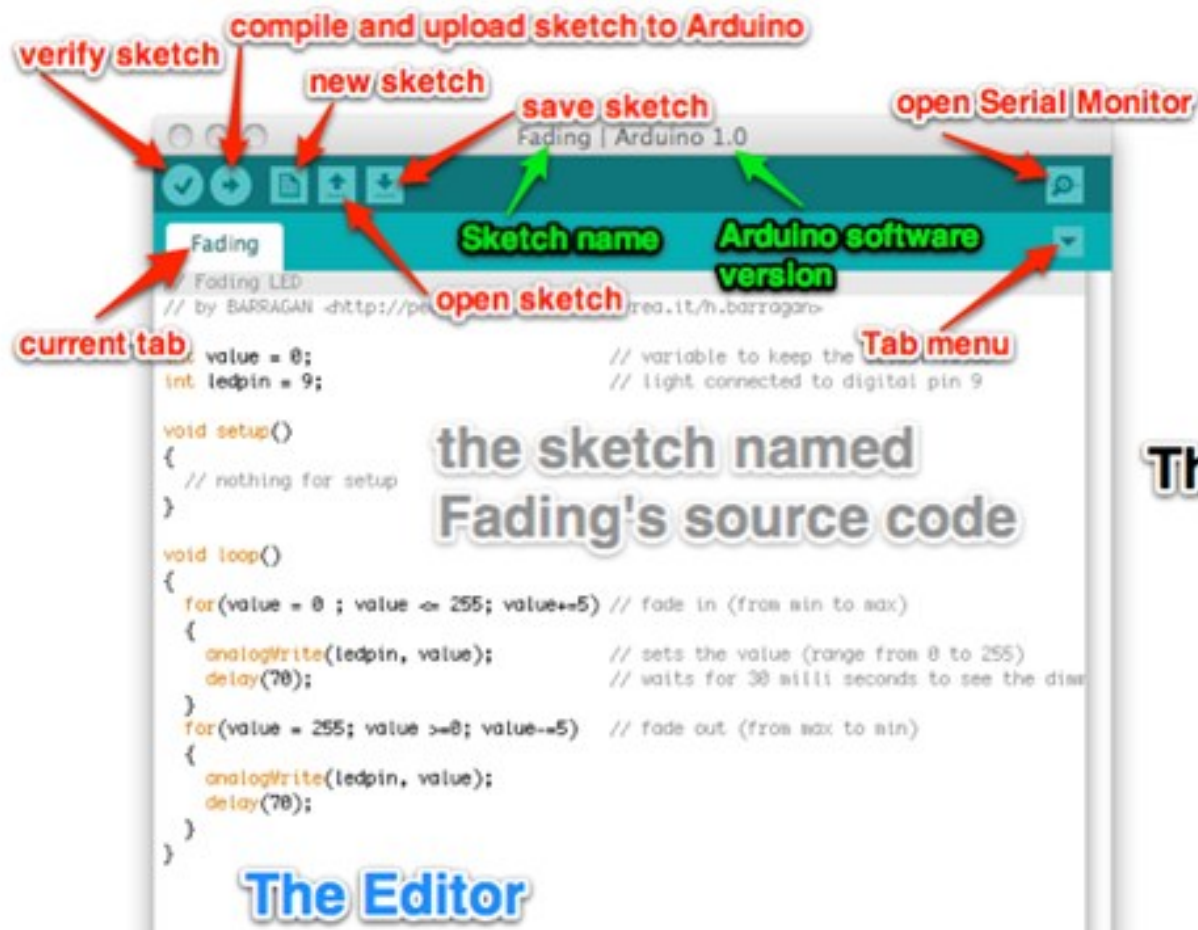 compile and upload sketch to Arduino
verify sketch
new sketch
save sketch
open Serial Monitor
Fading | Arduino 1.0
Sketch name
Arduino software
version
Fading
// Fading LED
open sketch
// by BARRAGAN <http:// rea.it/h.barragan>
current tab
Tab menu
value = 0; // variable to keep the
int ledpin = 9; // light connected to digital pin 9
void setup()
{
// nothing for setup
}
the sketch named
Fading's source code
Th
void loop()
{
for(value = 0 ; value <= 255; value+=5) // fade in (from min to max)
{
analogWrite(ledpin, value); // sets the value (range from 0 to 255)
delay(70); // waits for 30 milli seconds to see the dimm
}
for(value = 255; value >=0; value-=5) // fade out (from max to min)
{
analogWrite(ledpin, value);
delay(70);
}
}
The Editor